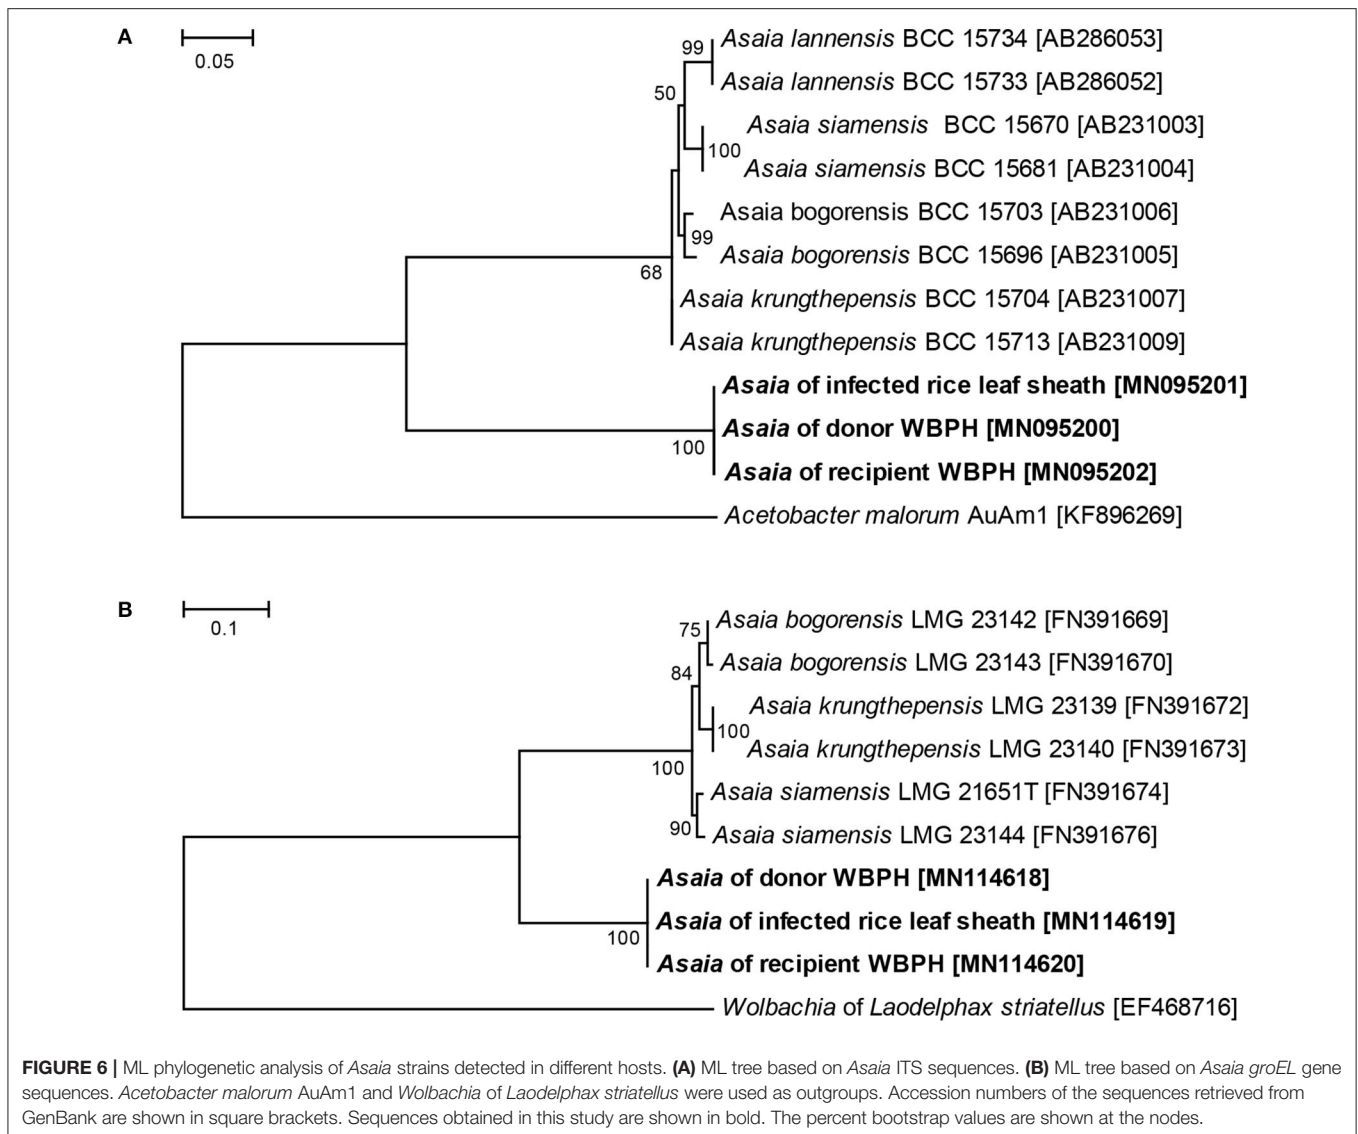 A
0.05
99
Asaia lannensis BCC 15734 [AB286053]
Asaia lannensis BCC 15733 [AB286052]
50
Asaia siamensis BCC 15670 [AB231003]
100
Asaia siamensis BCC 15681 [AB231004]
Asaia bogorensis BCC 15703 [AB231006]
99
Asaia bogorensis BCC 15696 [AB231005]
68
Asaia krungthepensis BCC 15704 [AB231007]
Asaia krungthepensis BCC 15713 [AB231009]
Asaia of infected rice leaf sheath [MN095201]
Asaia of donor WBPH [MN095200]
100
Asaia of recipient WBPH [MN095202]
Acetobacter malorum AuAm1 [KF896269]
B
0.1
75
Asaia bogorensis LMG 23142 [FN391669]
Asaia bogorensis LMG 23143 [FN391670]
84
Asaia krungthepensis LMG 23139 [FN391672]
100
Asaia krungthepensis LMG 23140 [FN391673]
100
Asaia siamensis LMG 21651T [FN391674]
90
Asaia siamensis LMG 23144 [FN391676]
Asaia of donor WBPH [MN114618]
Asaia of infected rice leaf sheath [MN114619]
100
Asaia of recipient WBPH [MN114620]
Wolbachia of Laodelphax striatellus [EF468716]
FIGURE 6 | ML phylogenetic analysis of Asaia strains detected in different hosts. (A) ML tree based on Asaia ITS sequences. (B) ML tree based on Asaia groEL gene
sequences. Acetobacter malorum AuAm1 and Wolbachia of Laodelphax striatellus were used as outgroups. Accession numbers of the sequences retrieved from
GenBank are shown in square brackets. Sequences obtained in this study are shown in bold. The percent bootstrap values are shown at the nodes.